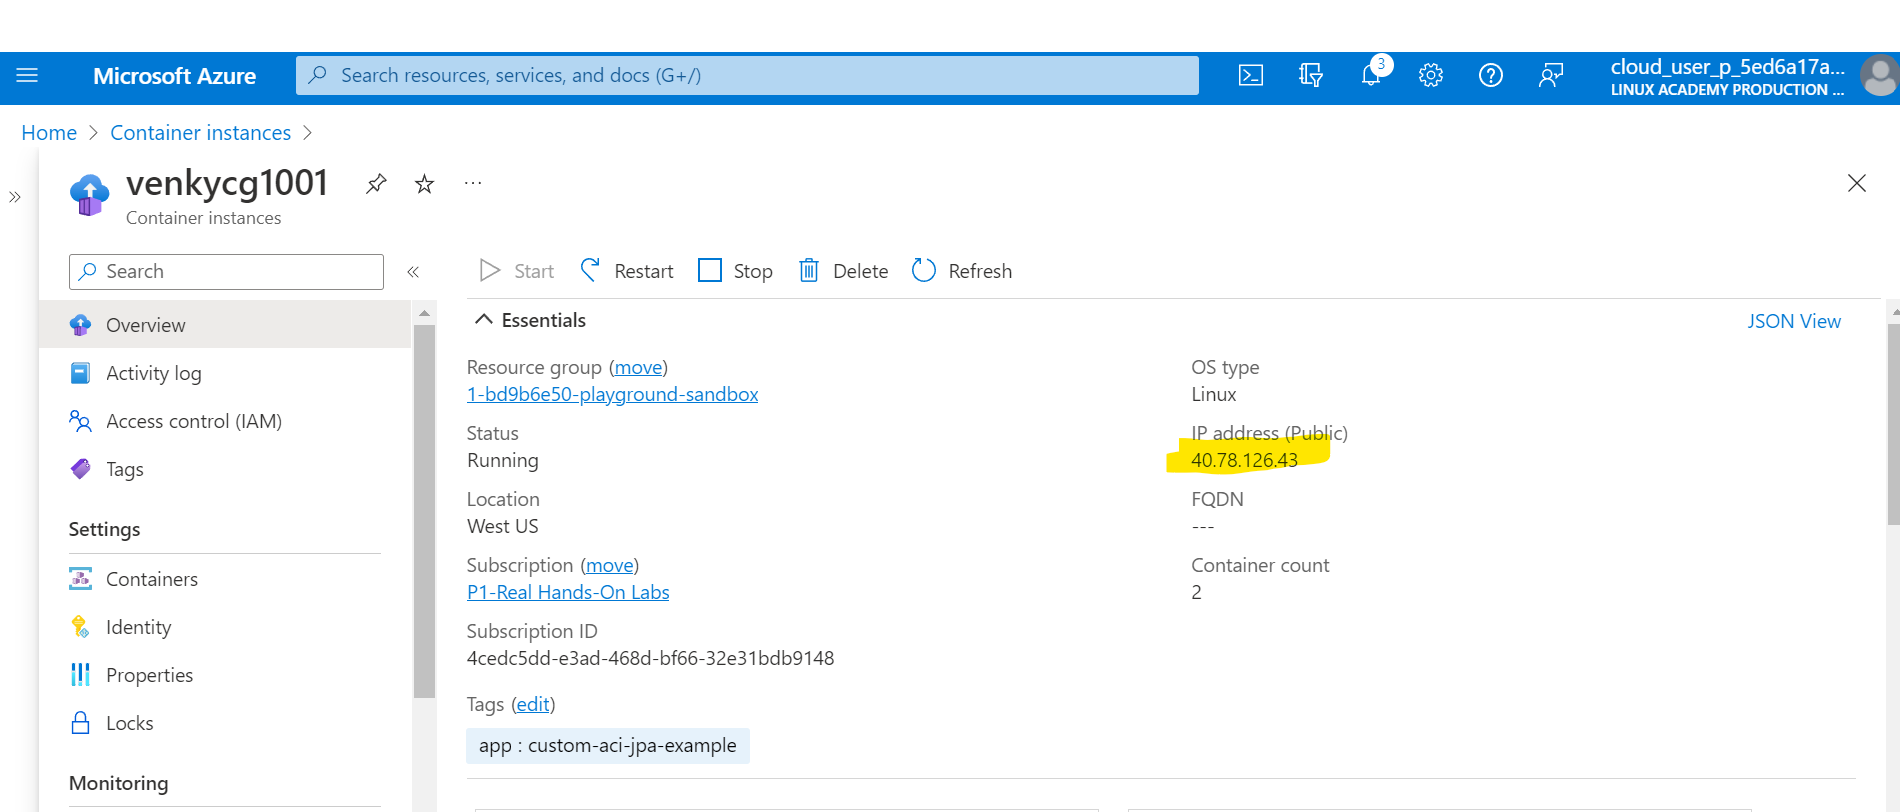 Microsoft Azure
Search resources, services, and docs (G+/)
3
cloud_user_p_5ed6a17a...
LINUX ACADEMY PRODUCTION ...
Home > Container instances >
venkycg1001
Container instances
Search
Start Restart Stop Delete Refresh
Overview
Activity log
Access control (IAM)
Tags
Settings
Containers
Identity
Properties
Locks
Monitoring
Essentials
JSON View
Resource group (move)
1-bd9b6e50-playground-sandbox
Status
Running
Location
West US
Subscription (move)
P1-Real Hands-On Labs
Subscription ID
4cedc5dd-e3ad-468d-bf66-32e31bdb9148
Tags (edit)
app : custom-aci-jpa-example
OS type
Linux
IP address (Public)
40.78.126.43
FQDN
---
Container count
2